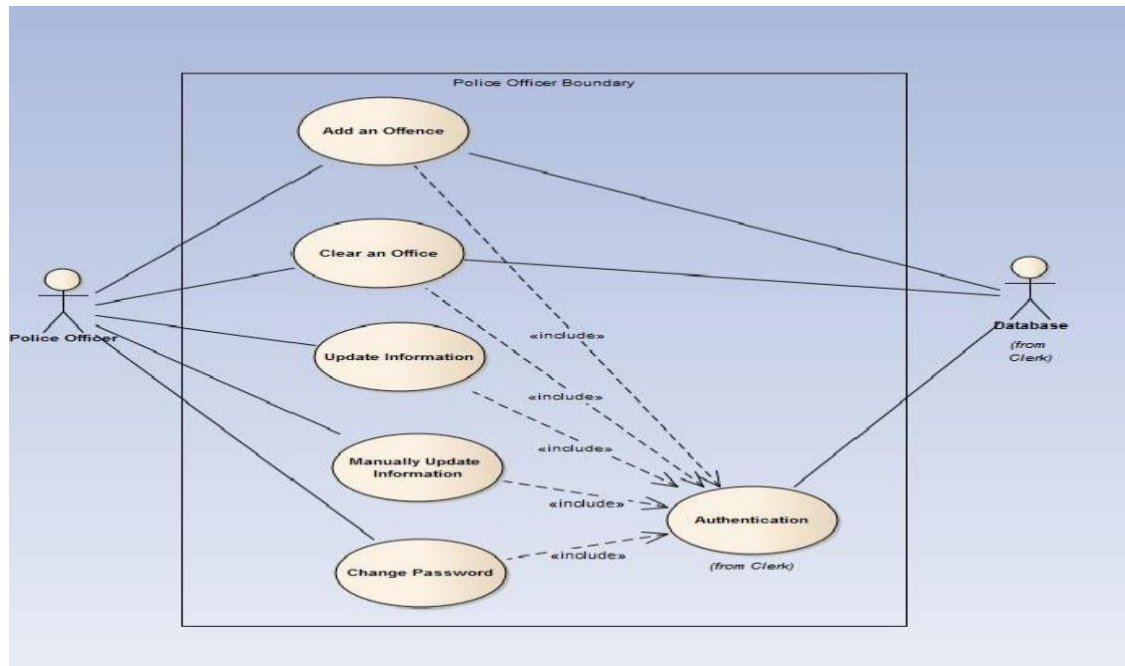 Police Officer Boundary
Add an Offence
Clear an Office
Police Officer
Database
(from
Clerk)
«include»
Update Information
«include»
«include»
Manually Update
Information
«include»
Authentication
(from Clerk)
«include»
Change Password